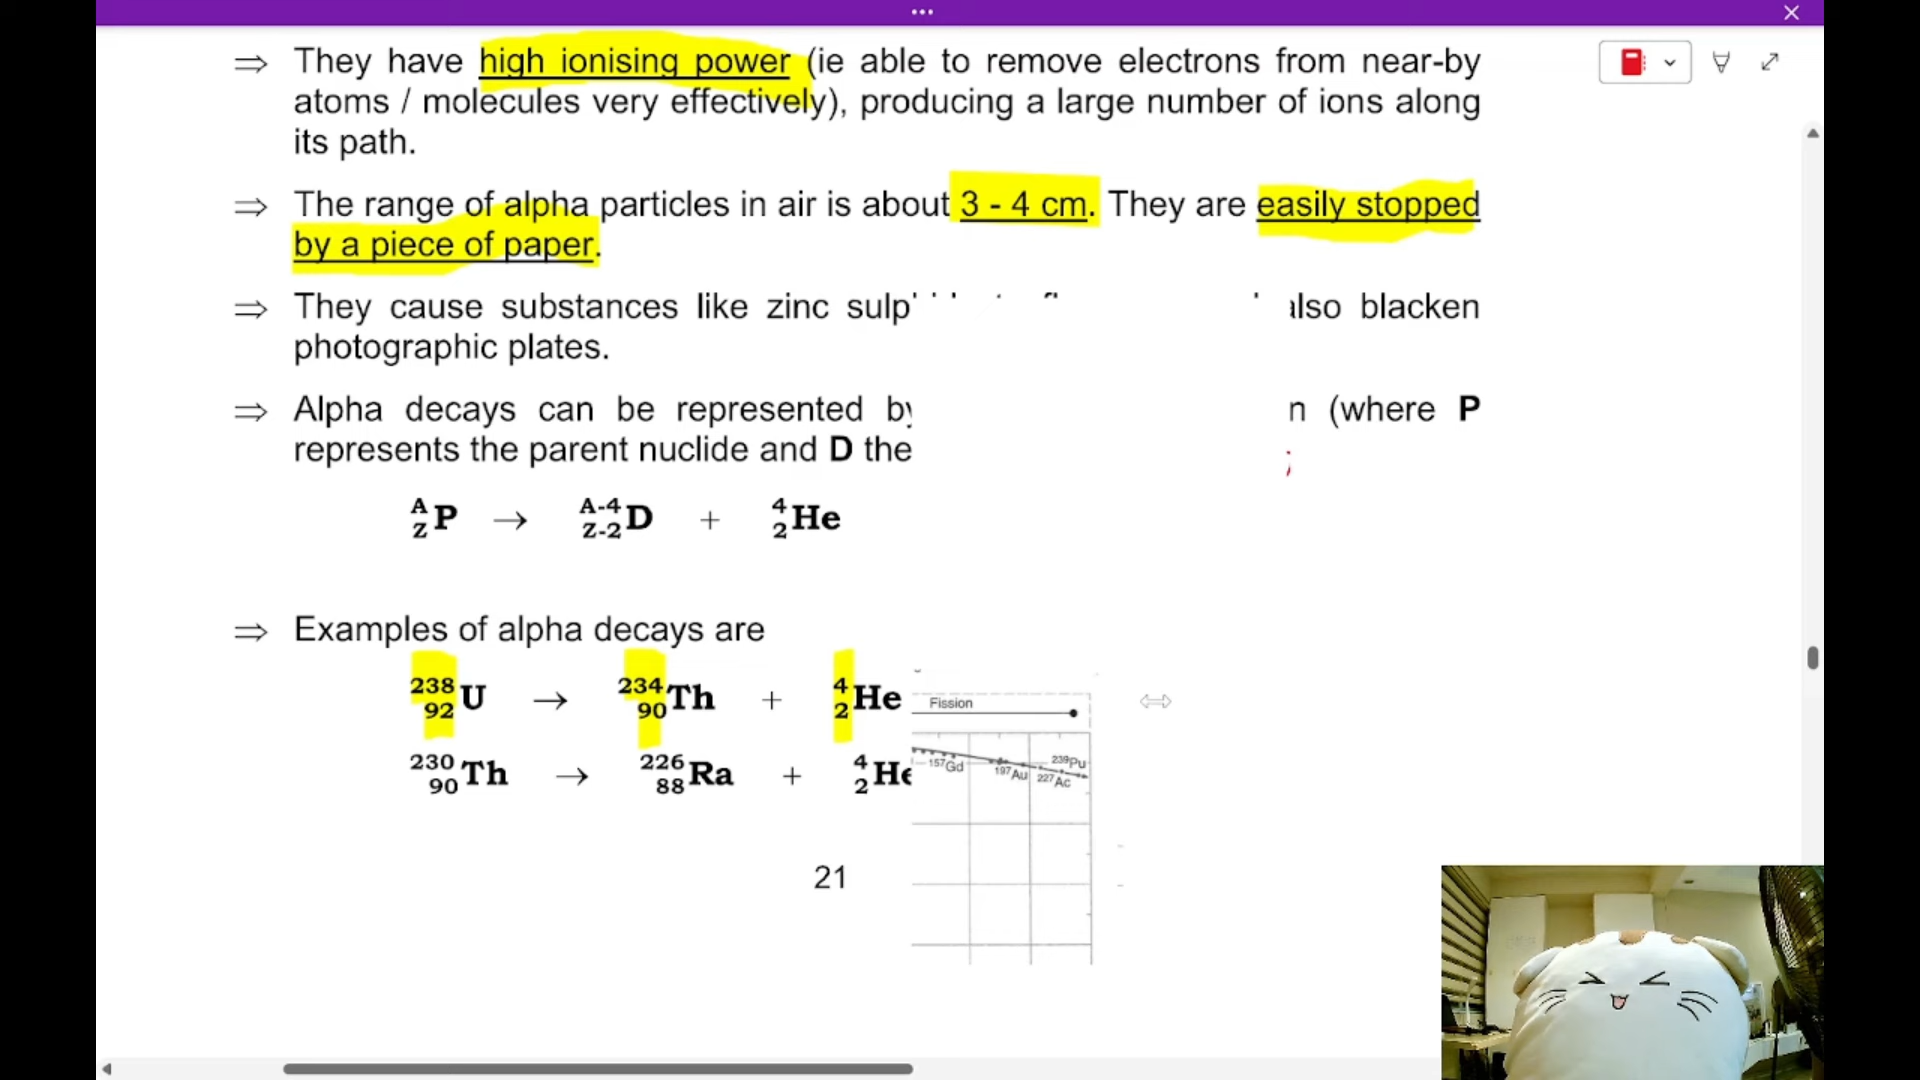 ⇒ They have high ionising power (ie able to remove electrons from near-by
atoms / molecules very effectively), producing a large number of ions along
its path.
⇒ The range of alpha particles in air is about 3 - 4 cm. They are easily stopped
by a piece of paper.
⇒ They cause substances like zinc sulp also blacken
photographic plates.
⇒ Alpha decays can be represented by n (where P
represents the parent nuclide and D the ;
A Z P → A-4 Z-2 D + 4 2 He
⇒ Examples of alpha decays are
238 92 U → 234 90 Th + 4 2 He
Fission
230 90 Th → 226 88 Ra + 4 2 He
157Gd 197Au 239Pu 227Ac
21